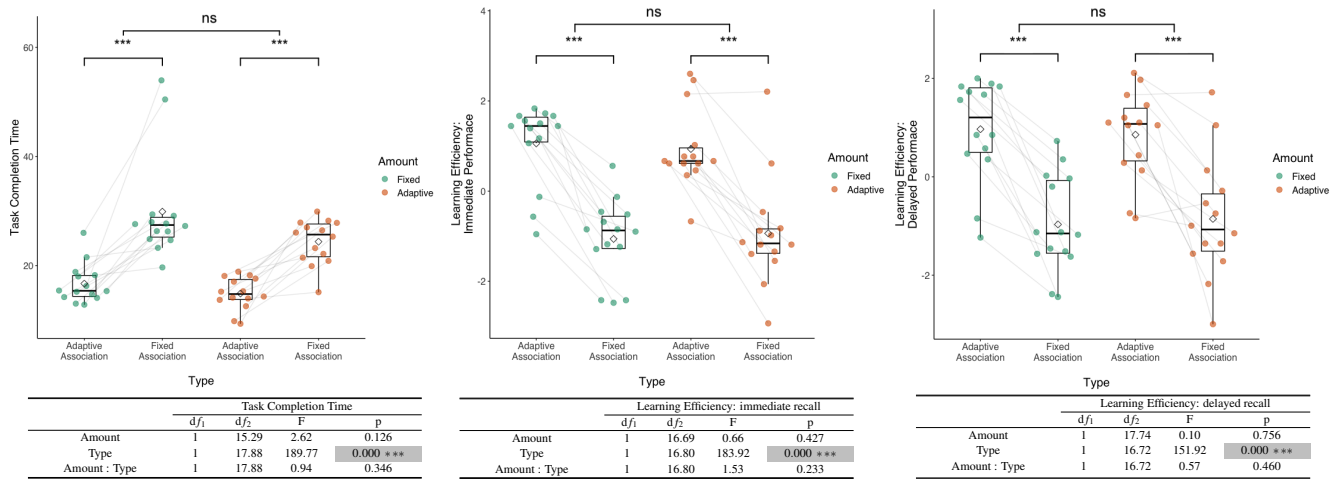 ns
***
***
60
40
20
Task Completion Time
Adaptive
Association
Fixed
Association
Adaptive
Association
Fixed
Association
Type
Amount
Fixed
Adaptive
Task Completion Time
df1 df2 F p
Amount 1 15.29 2.62 0.126
Type 1 17.88 189.77 0.000 ***
Amount : Type 1 17.88 0.94 0.346
ns
***
***
4
2
0
-2
Learning Efficiency:
Immediate Performace
Adaptive
Association
Fixed
Association
Adaptive
Association
Fixed
Association
Type
Amount
Fixed
Adaptive
Learning Efficiency: immediate recall
df1 df2 F p
Amount 1 16.69 0.66 0.427
Type 1 16.80 183.92 0.000 ***
Amount : Type 1 16.80 1.53 0.233
ns
***
***
2
0
-2
Learning Efficiency:
Delayed Performace
Adaptive
Association
Fixed
Association
Adaptive
Association
Fixed
Association
Type
Amount
Fixed
Adaptive
Learning Efficiency: delayed recall
df1 df2 F p
Amount 1 17.74 0.10 0.756
Type 1 16.72 151.92 0.000 ***
Amount : Type 1 16.72 0.57 0.460